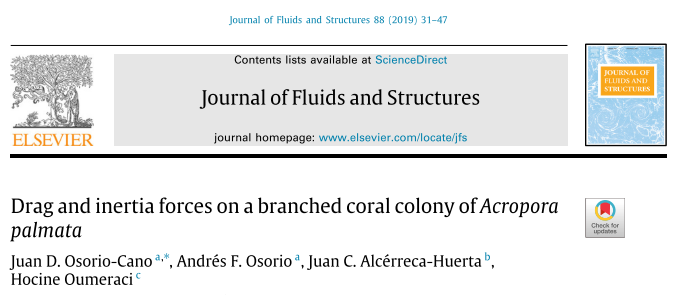 Journal of Fluids and Structures 88 (2019) 31–47
Contents lists available at ScienceDirect
Journal of Fluids and Structures
journal homepage: www.elsevier.com/locate/jfs
ELSEVIER
JOURNAL OF
FLUIDS AND
STRUCTURES
Drag and inertia forces on a branched coral colony of Acropora
palmata
Check for
updates
Juan D. Osorio-Cano a,*, Andrés F. Osorio a, Juan C. Alcérreca-Huerta b,
Hocine Oumeraci c